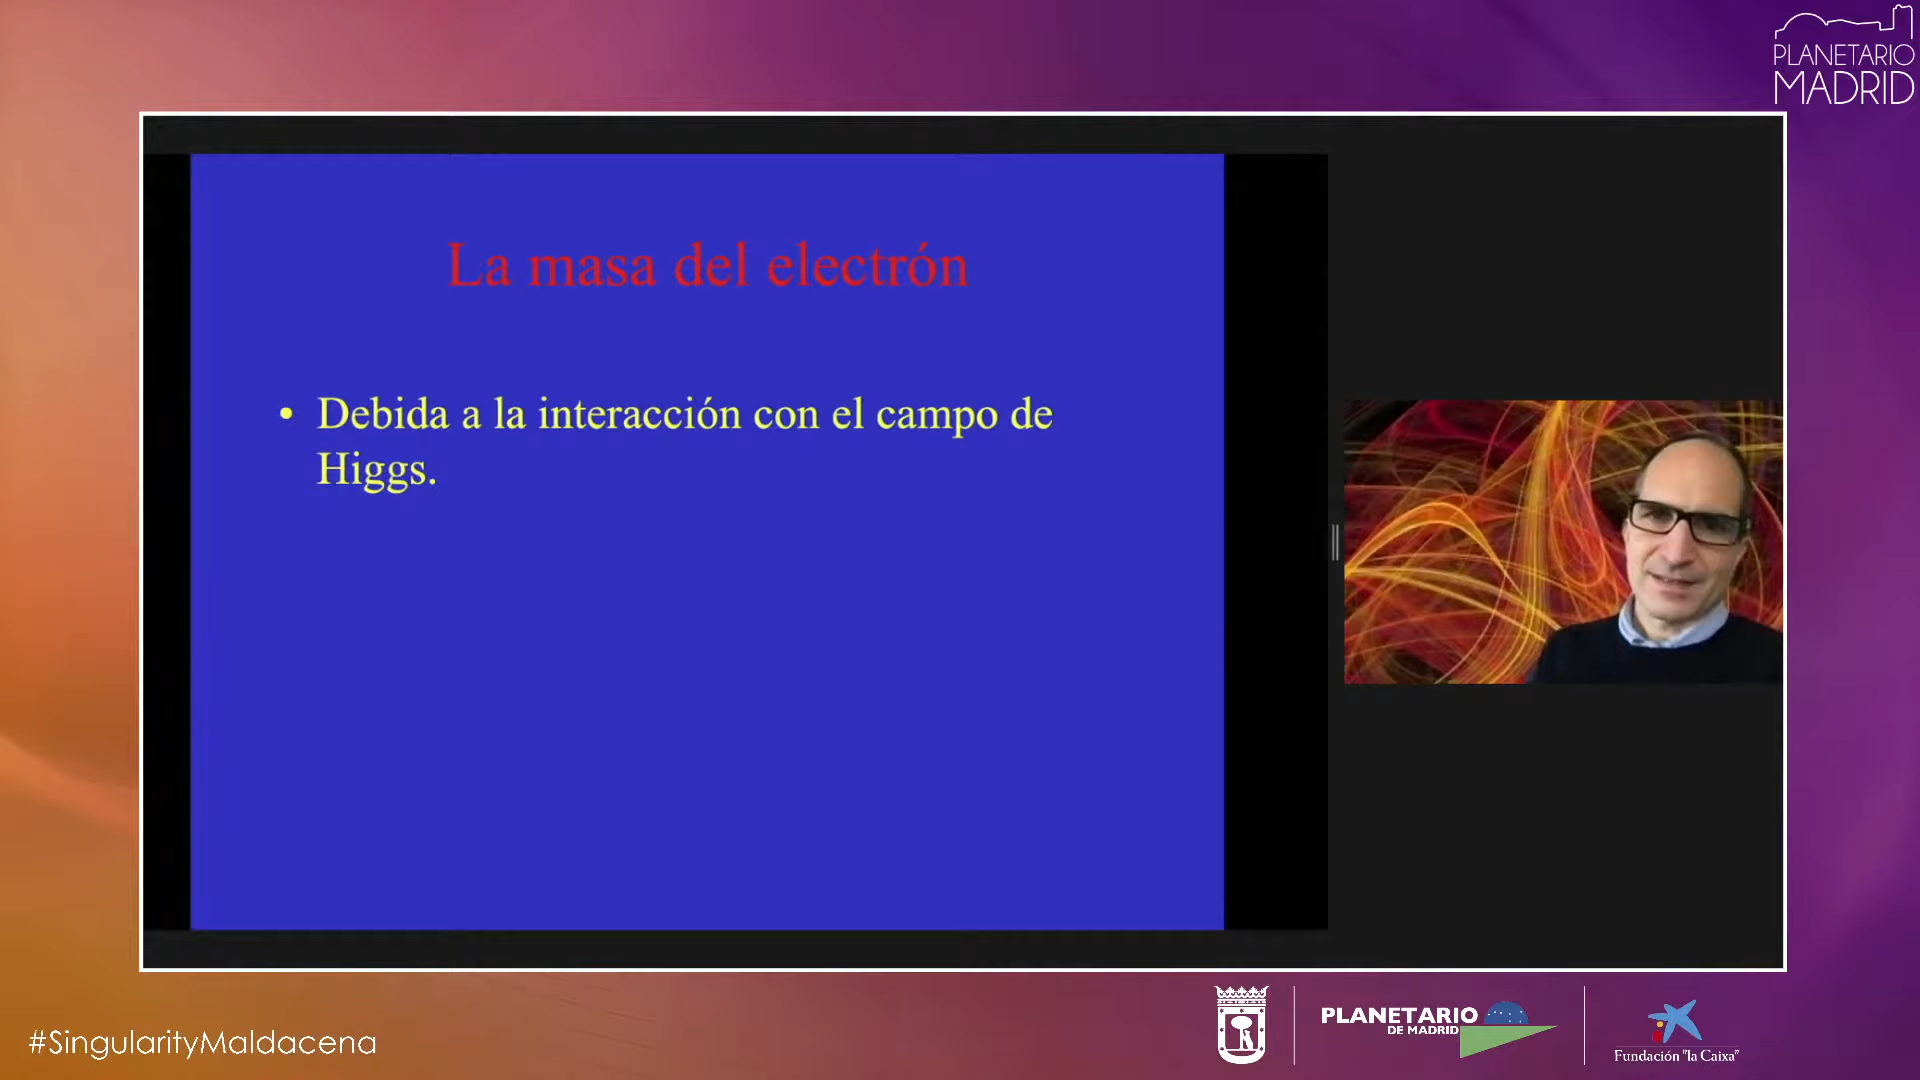 PLANETARIO
MADRID
La masa del electrón
• Debida a la interacción con el campo de
Higgs.
#SingularityMaldacena
PLANETARIO
DE MADRID
Fundación "la Caixa"